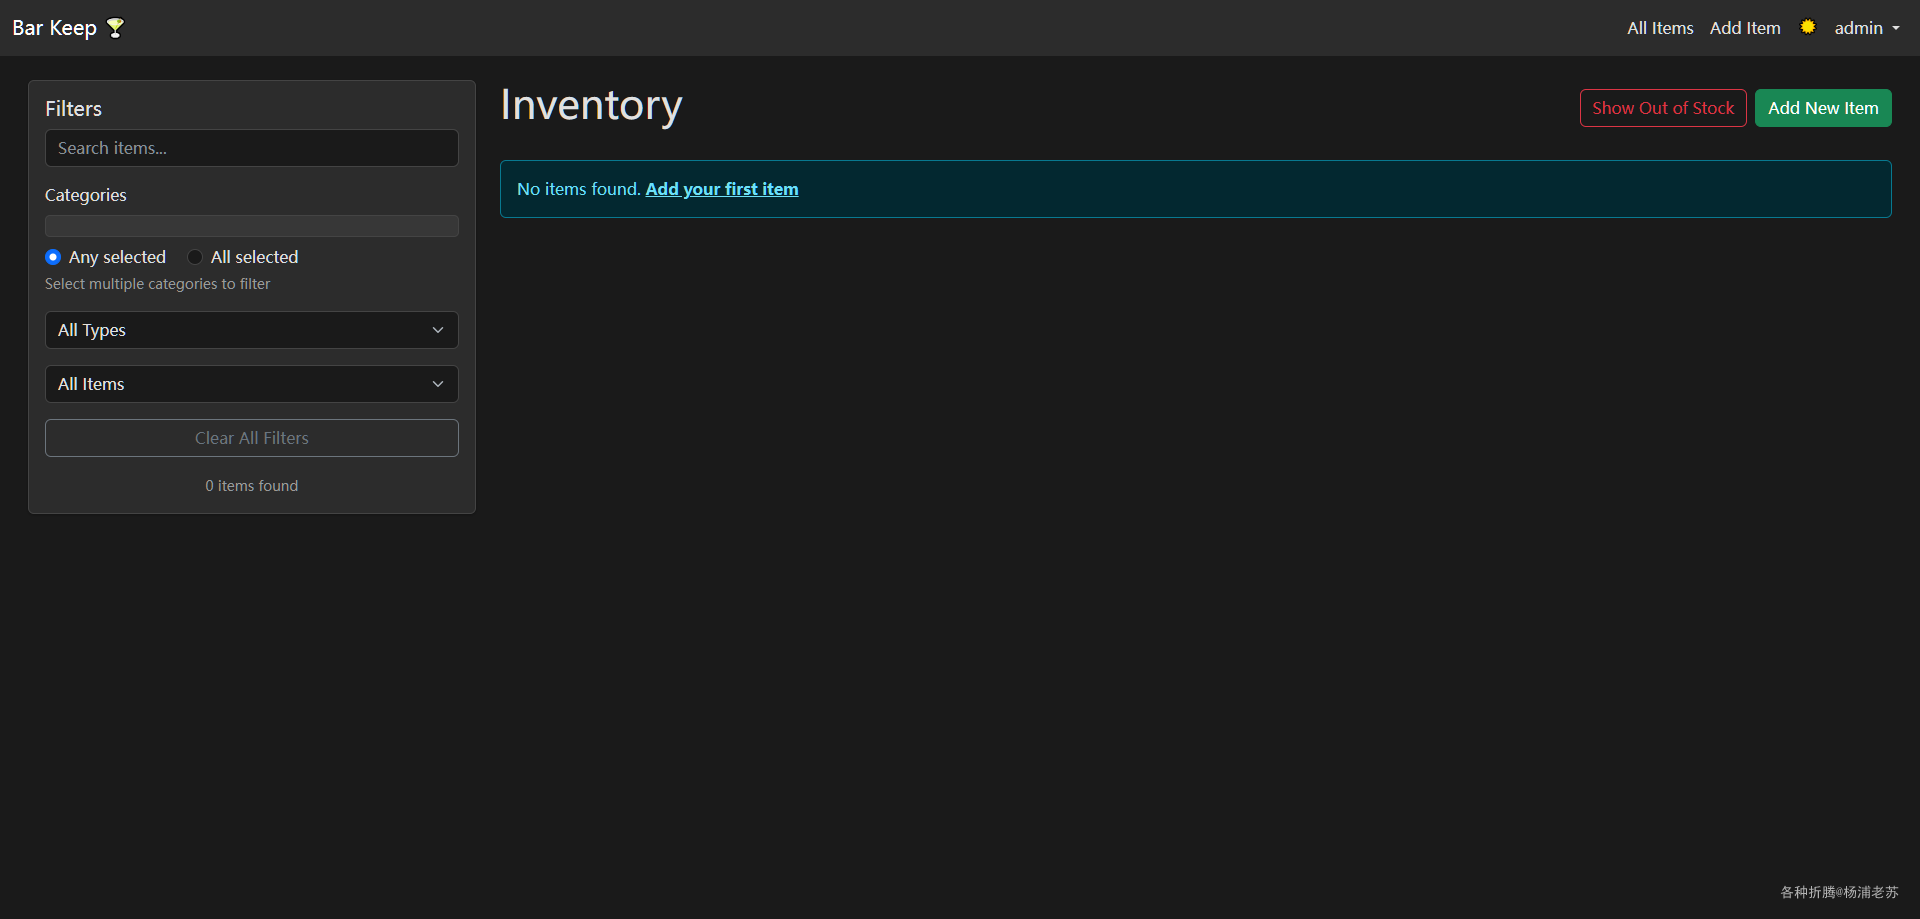 Bar Keep
All Items
Add Item
admin
Filters
Search items...
Categories
Any selected
All selected
Select multiple categories to filter
All Types
All Items
Clear All Filters
0 items found
Inventory
Show Out of Stock
Add New Item
No items found. Add your first item
各种折腾@杨浦老苏